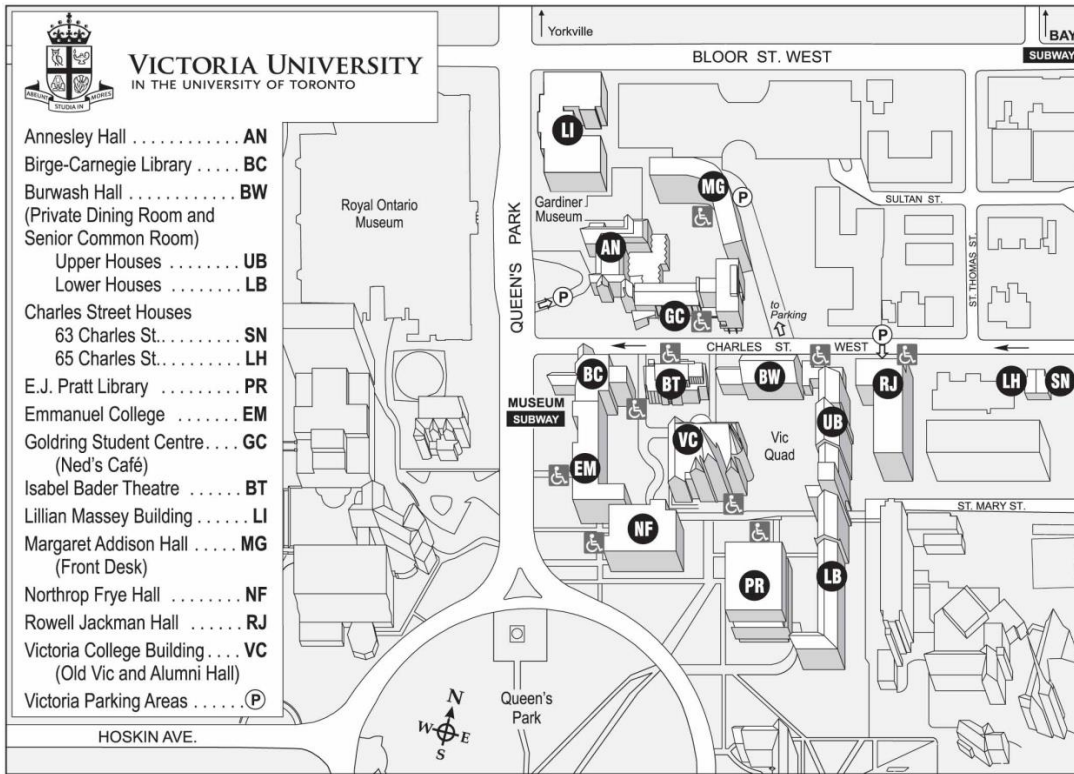 VICTORIA UNIVERSITY
IN THE UNIVERSITY OF TORONTO
ABEUNT STUDIA IN MORES
Annesley Hall . . . . . . . . . . . . AN
Birge-Carnegie Library . . . . . BC
Burwash Hall . . . . . . . . . . . . BW
(Private Dining Room and
Senior Common Room)
Upper Houses . . . . . . . . UB
Lower Houses . . . . . . . . LB
Charles Street Houses
63 Charles St. . . . . . . . . . SN
65 Charles St. . . . . . . . . . LH
E.J. Pratt Library . . . . . . . . . PR
Emmanuel College . . . . . . . . EM
Goldring Student Centre . . . . GC
(Ned's Café)
Isabel Bader Theatre . . . . . . BT
Lillian Massey Building . . . . . LI
Margaret Addison Hall . . . . . MG
(Front Desk)
Northrop Frye Hall . . . . . . . . NF
Rowell Jackman Hall . . . . . . RJ
Victoria College Building . . . . VC
(Old Vic and Alumni Hall)
Victoria Parking Areas . . . . . . P
Yorkville
BAY
SUBWAY
BLOOR ST. WEST
LI
MG
P
SULTAN ST.
Royal Ontario
Museum
Gardiner
Museum
QUEEN'S PARK
AN
ST. THOMAS ST.
P
GC
to
Parking
P
CHARLES ST. WEST
BC
BT
BW
RJ
LH
SN
MUSEUM
SUBWAY
UB
VC
Vic
Quad
EM
ST. MARY ST.
NF
PR
LB
Queen's
Park
N
W
E
S
HOSKIN AVE.